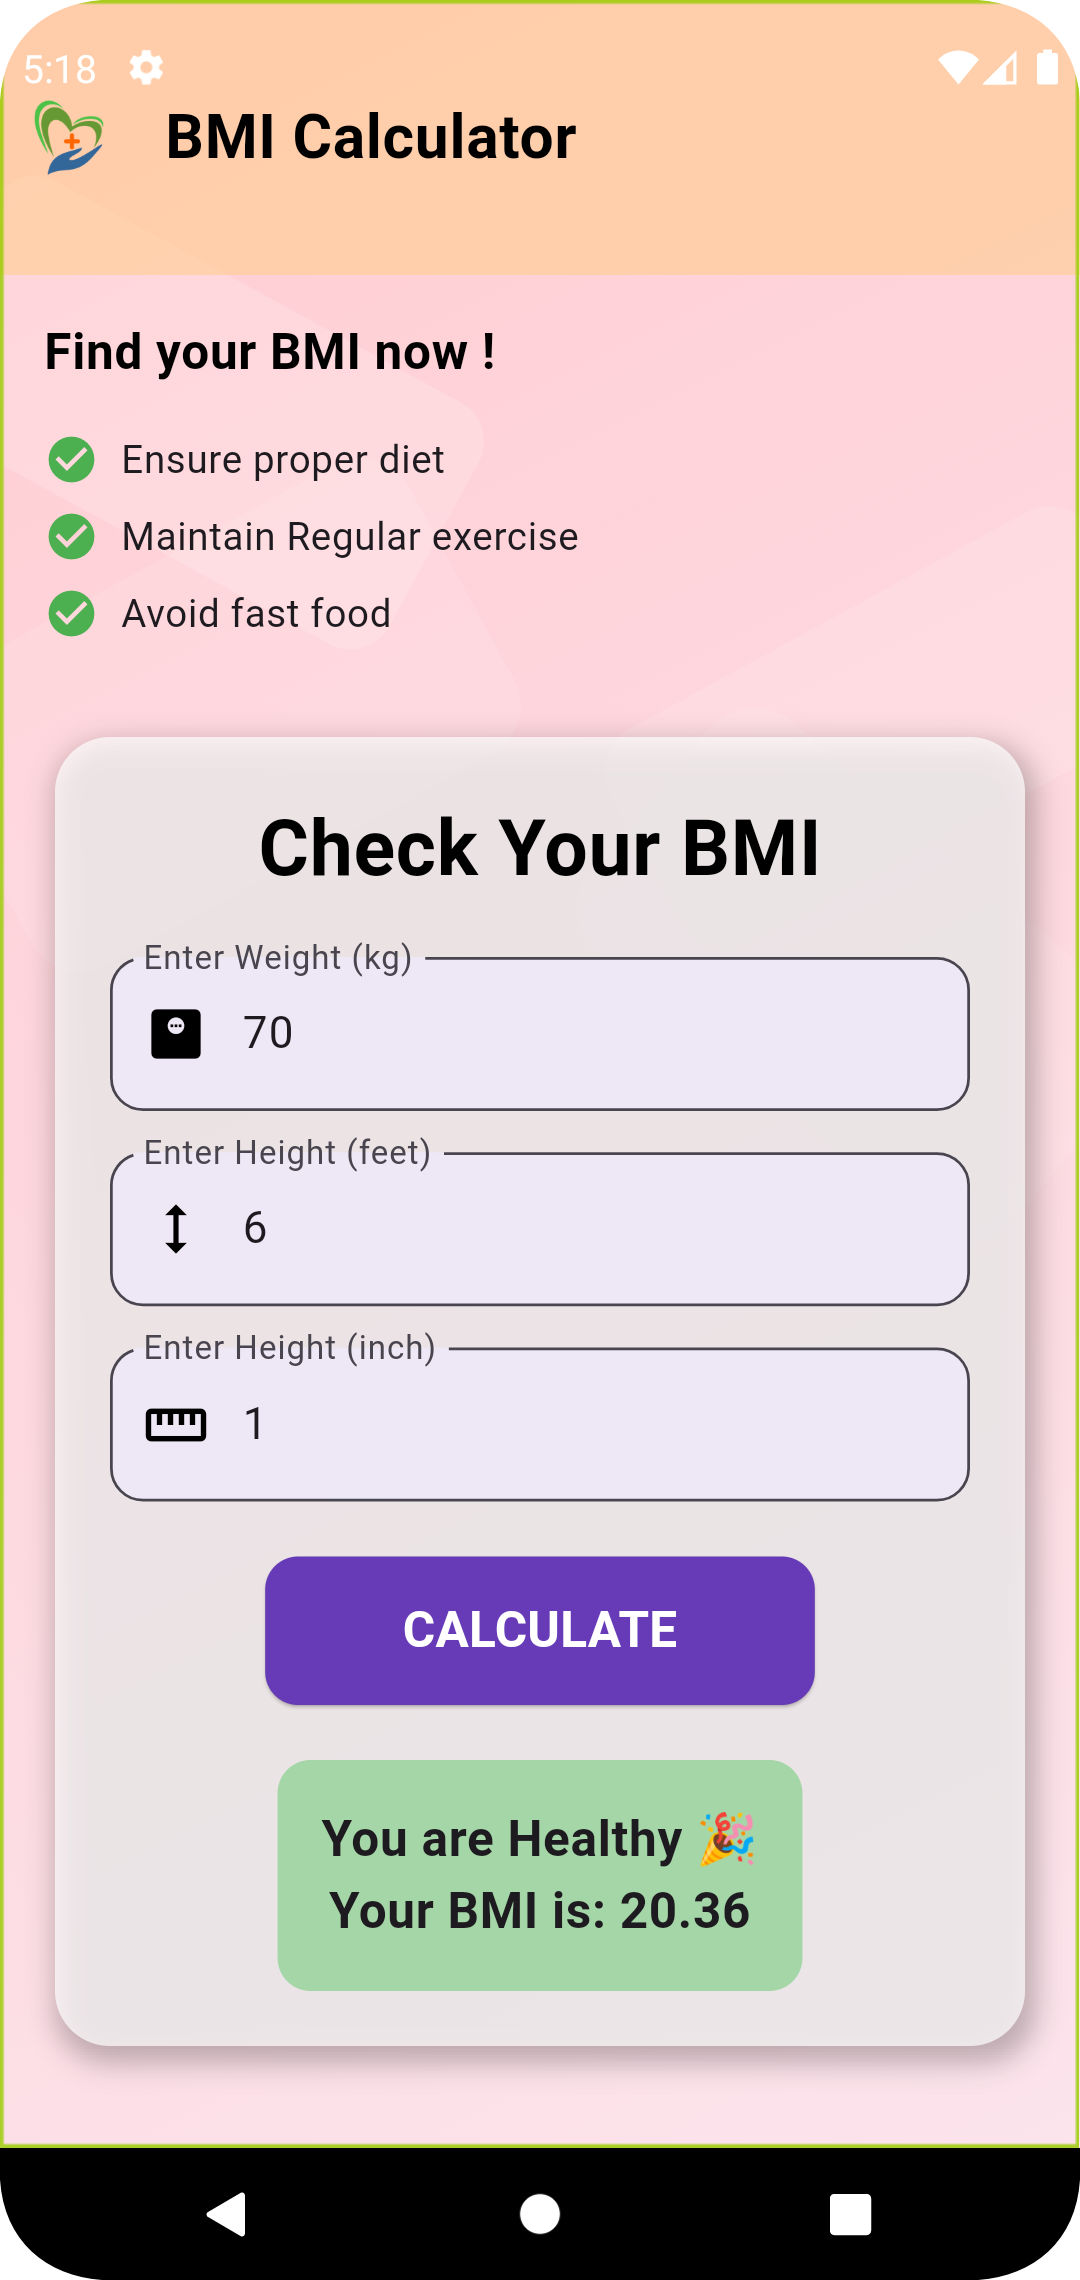 5:18
BMI Calculator
Find your BMI now !
Ensure proper diet
Maintain Regular exercise
Avoid fast food
Check Your BMI
Enter Weight (kg)
70
Enter Height (feet)
6
Enter Height (inch)
1
CALCULATE
You are Healthy 🎉
Your BMI is: 20.36